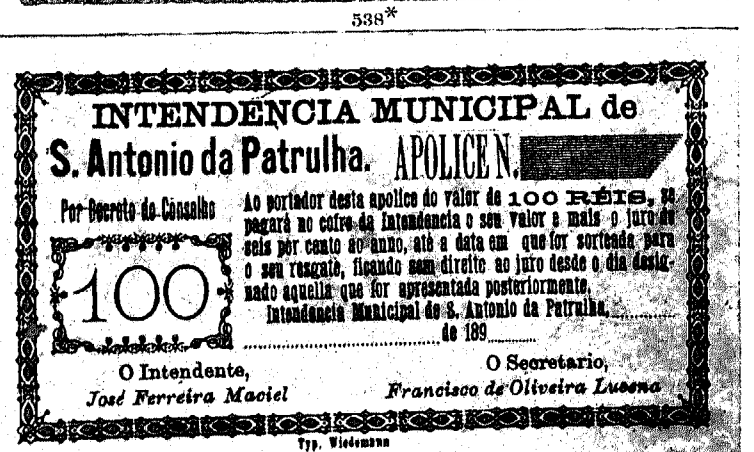 538*
INTENDÊNCIA MUNICIPAL de
S. Antonio da Patrulha. APOLICE N.
Por Decreto do Conselho
100
Ao portador desta apolice do valor de 100 RÉIS, se
pagará no cofre da Intendencia o seu valor e mais o juro de
seis por cento ao anno, até a data em que for sorteada para
o seu resgate, ficando sem direito ao juro desde o dia desig-
nado aquella que for apresentada posteriormente.
Intendencia Municipal de S. Antonio da Patrulha,
de 189
O Intendente,
José Ferreira Maciel
O Secretario,
Francisco de Oliveira Lucena
Typ. Wiedemann